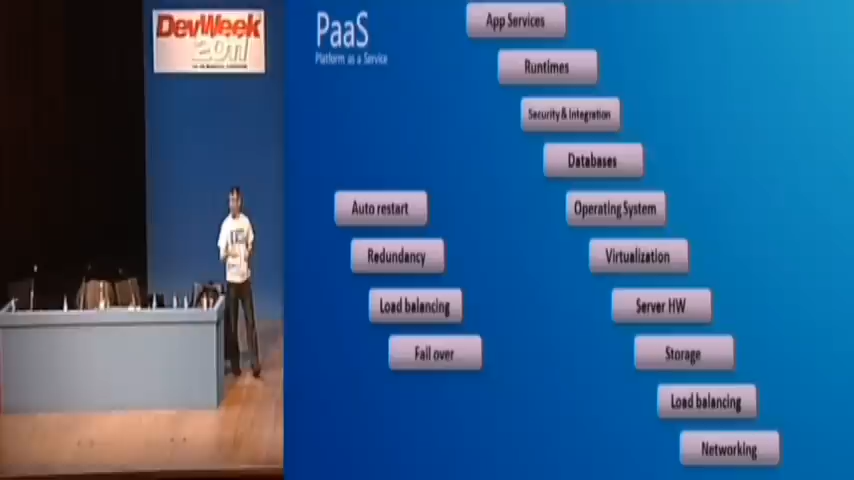 DevWeek
2011
PaaS
Platform as a Service
App Services
Runtimes
Security & Integration
Databases
Operating System
Virtualization
Server HW
Storage
Load balancing
Networking
Auto restart
Redundancy
Load balancing
Fail over